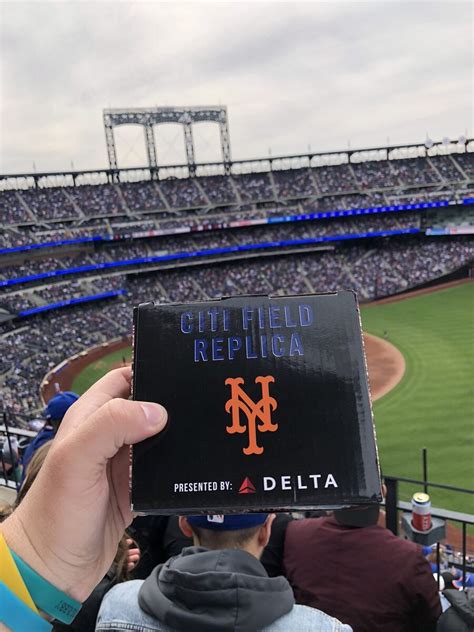 CITI FIELD
REPLICA
NY
PRESENTED BY: DELTA